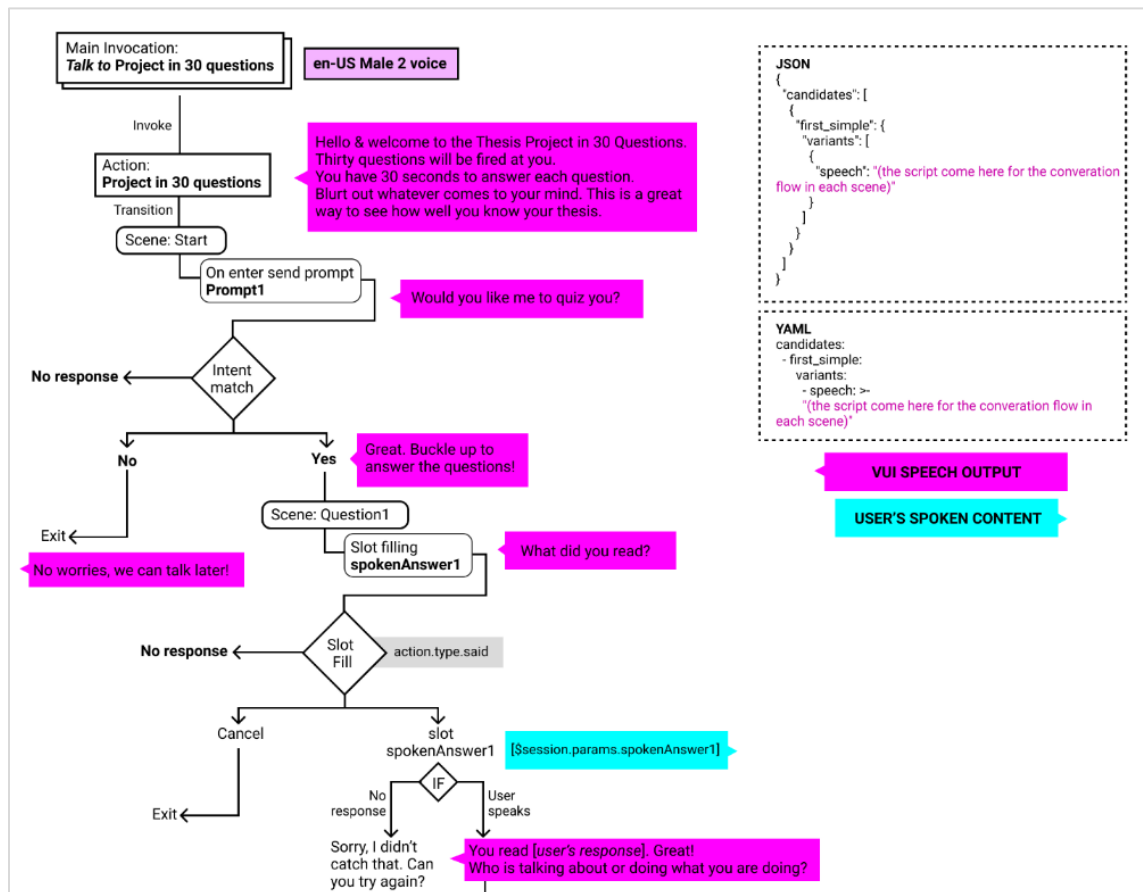 Main Invocation:
Talk to Project in 30 questions
en-US Male 2 voice
Invoke
Hello & welcome to the Thesis Project in 30 Questions.
Thirty questions will be fired at you.
You have 30 seconds to answer each question.
Blurt out whatever comes to your mind. This is a great
way to see how well you know your thesis.
Action:
Project in 30 questions
Transition
Scene: Start
On enter send prompt
Prompt1
Would you like me to quiz you?
Intent
match
No response
No
Yes
Great. Buckle up to
answer the questions!
Exit
No worries, we can talk later!
Scene: Question1
Slot filling
spokenAnswer1
What did you read?
Slot
Fill
No response
action.type.said
Cancel
slot
spokenAnswer1
[$session.params.spokenAnswer1]
IF
No
response
User
speaks
Exit
Sorry, I didn't
catch that. Can
you try again?
You read [user's response]. Great!
Who is talking about or doing what you are doing?
JSON
{
"candidates": [
{
"first_simple": {
"variants": [
{
"speech": "(the script come here for the converation
flow in each scene)"
}
]
}
}
]
}
YAML
candidates:
- first_simple:
variants:
- speech: >-
"(the script come here for the converation flow in
each scene)"
VUI SPEECH OUTPUT
USER'S SPOKEN CONTENT